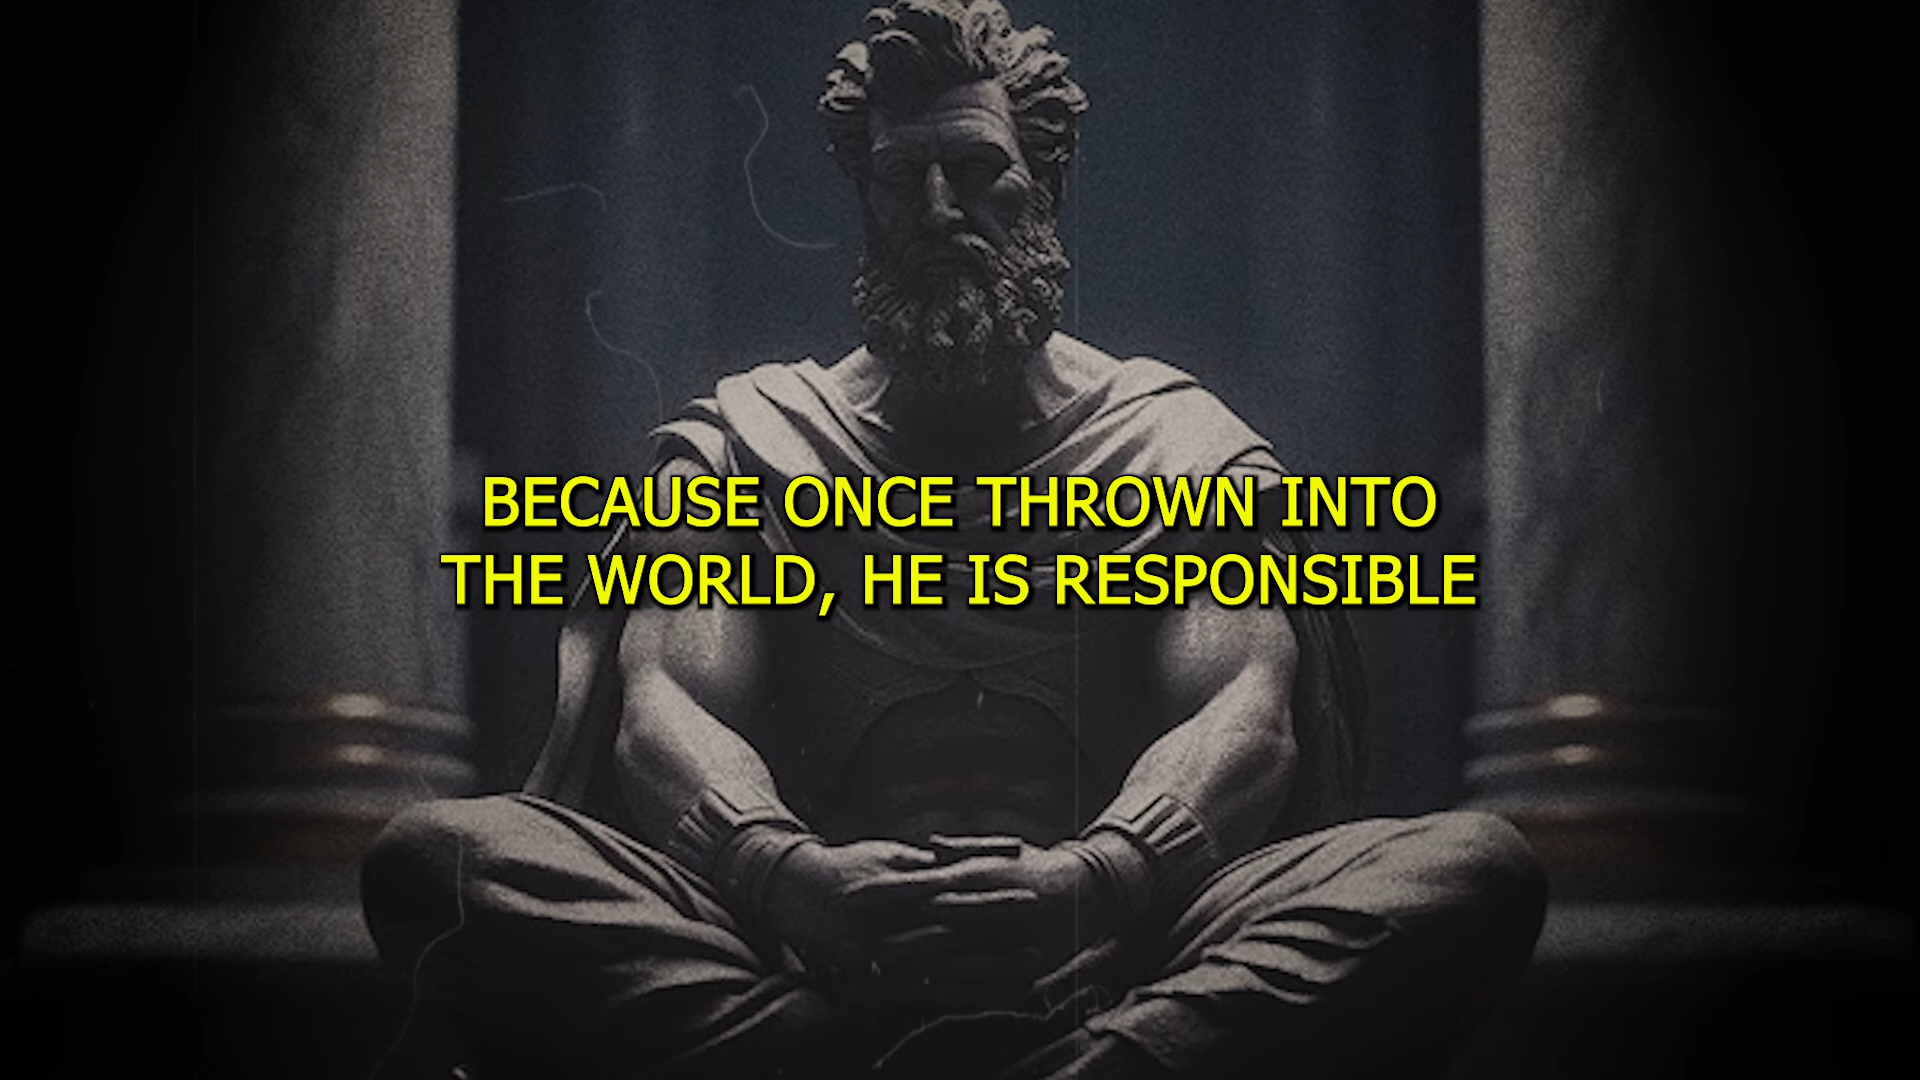 BECAUSE ONCE THROWN INTO
THE WORLD, HE IS RESPONSIBLE